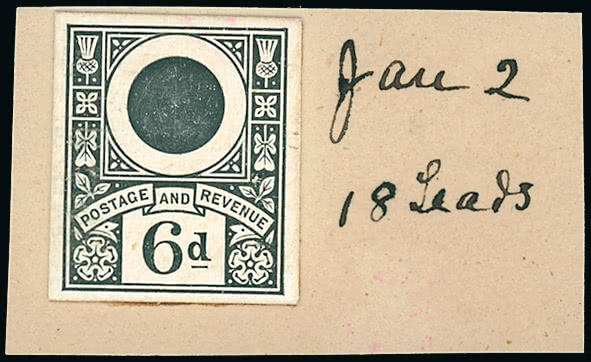 POSTAGE AND REVENUE
6d
Jan 2
18 Leads